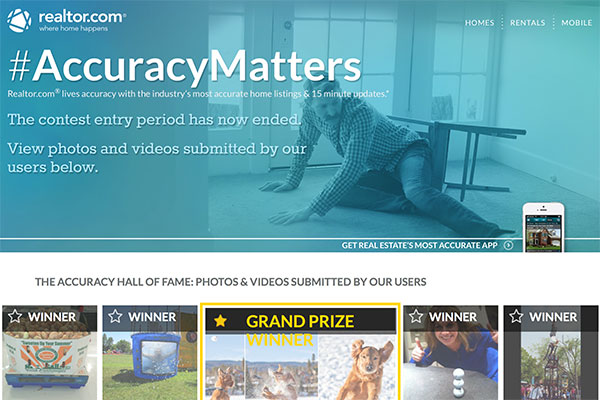 realtor.com®
where home happens
HOMES
RENTALS
MOBILE
#AccuracyMatters
Realtor.com® lives accuracy with the industry's most accurate home listings & 15 minute updates.*
The contest entry period has now ended.
View photos and videos submitted by our
users below.
GET REAL ESTATE'S MOST ACCURATE APP
THE ACCURACY HALL OF FAME: PHOTOS & VIDEOS SUBMITTED BY OUR USERS
WINNER
WINNER
GRAND PRIZE
WINNER
WINNER
WINNER